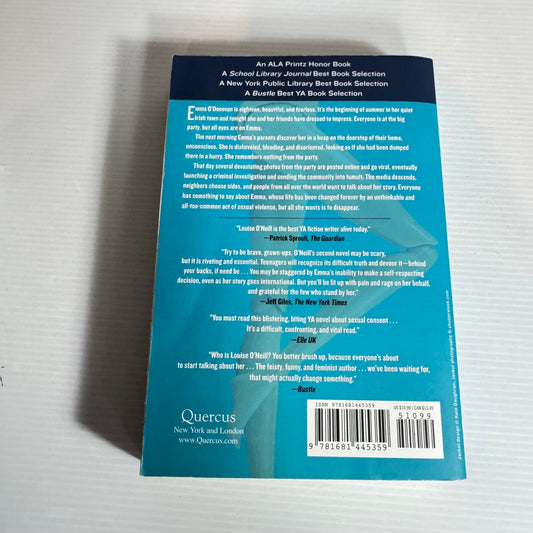 An ALA Printz Honor Book
A School Library Journal Best Book Selection
A New York Public Library Best Book Selection
A Bustle Best YA Book Selection
Emma O'Donovan is eighteen, beautiful, and fearless. It's the beginning of summer in her quiet
Irish town and tonight she and her friends have dressed to impress. Everyone is at the big
party, but all eyes are on Emma.
The next morning Emma's parents discover her in a heap on the doorstep of their home,
unconscious. She is disheveled, bleeding, and disoriented, looking as if she had been dumped
there in a hurry. She remembers nothing from the party.
That day several devastating photos from the party are posted online and go viral, eventually
launching a criminal investigation and sending the community into tumult. The media descends,
neighbors choose sides, and people from all over the world want to talk about her story. Everyone
has something to say about Emma, whose life has been changed forever by an unthinkable and
all-too-common act of sexual violence, but all she wants is to disappear.
"Louise O'Neill is the best YA fiction writer alive today."
—Patrick Sproull, The Guardian
"Try to be brave, grown-ups. O'Neill's second novel may be scary,
but it is riveting and essential. Teenagers will recognize its difficult truth and devour it—behind
your backs, if need be . . . You may be staggered by Emma's inability to make a self-respecting
decision, even as her story goes international. But you'll be lit up with pain and rage on her behalf,
and grateful for the few who stand by her."
—Jeff Giles, The New York Times
"You must read this blistering, biting YA novel about sexual consent . . .
It's a difficult, confronting, and vital read."
—Elle UK
"Who is Louise O'Neill? You better brush up, because everyone's about
to start talking about her . . . The feisty, funny, and feminist author . . . we've been waiting for,
that might actually change something."
—Bustle
Quercus
New York and London
www.Quercus.com
ISBN 9781681445359
US $10.99 / CAN $11.49
51099
9 781681 445359
Jacket design © Kate Gaughran; Jacket photographs © shutterstock.com